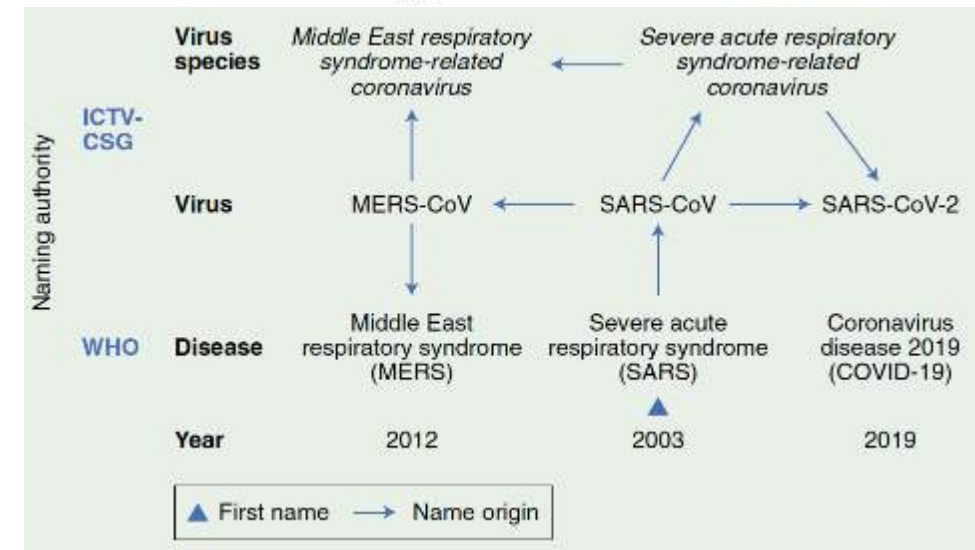 Virus species
Middle East respiratory syndrome-related coronavirus
Severe acute respiratory syndrome-related coronavirus
Naming authority
ICTV-CSG
Virus
MERS-CoV
SARS-CoV
SARS-CoV-2
WHO
Disease
Middle East respiratory syndrome (MERS)
Severe acute respiratory syndrome (SARS)
Coronavirus disease 2019 (COVID-19)
Year
2012
2003
2019
First name
Name origin